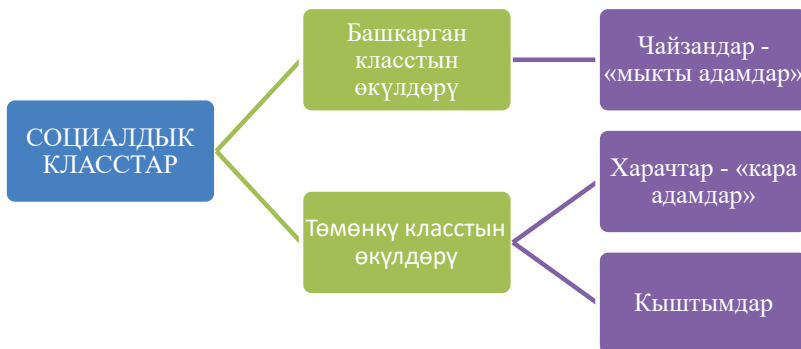 СОЦИАЛДЫК
КЛАССТАР
Башкарган
класстын
өкүлдөрү
Чайзандар -
«мыкты адамдар»
Төмөнкү класстын
өкүлдөрү
Харачтар - «кара
адамдар»
Кыштымдар